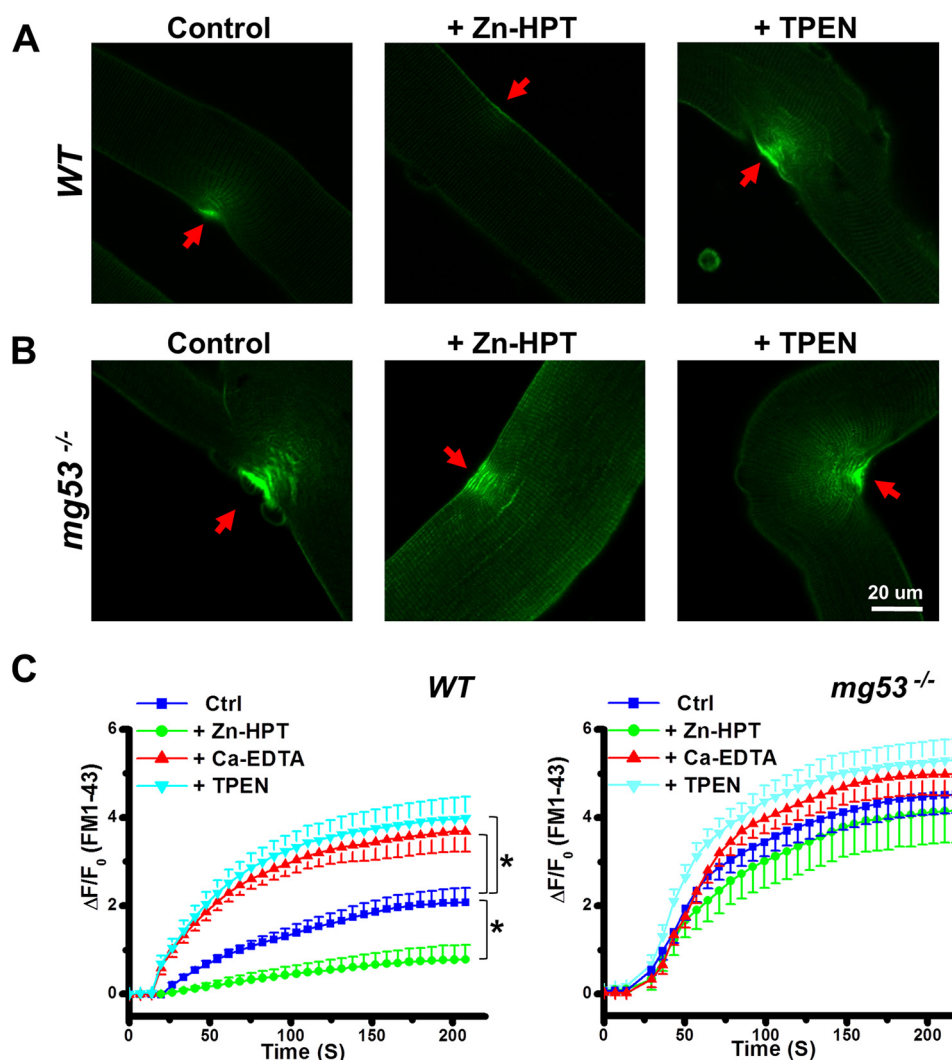 A
Control
+ Zn-HPT
+ TPEN
WT
B
Control
+ Zn-HPT
+ TPEN
mg53 -/-
20 um
C
WT
Ctrl
+ Zn-HPT
+ Ca-EDTA
+ TPEN
ΔF/F0 (FM1-43)
6
4
2
0
*
*
0 50 100 150 200
Time (S)
mg53 -/-
Ctrl
+ Zn-HPT
+ Ca-EDTA
+ TPEN
ΔF/F0 (FM1-43)
6
4
2
0
0 50 100 150 200
Time (S)